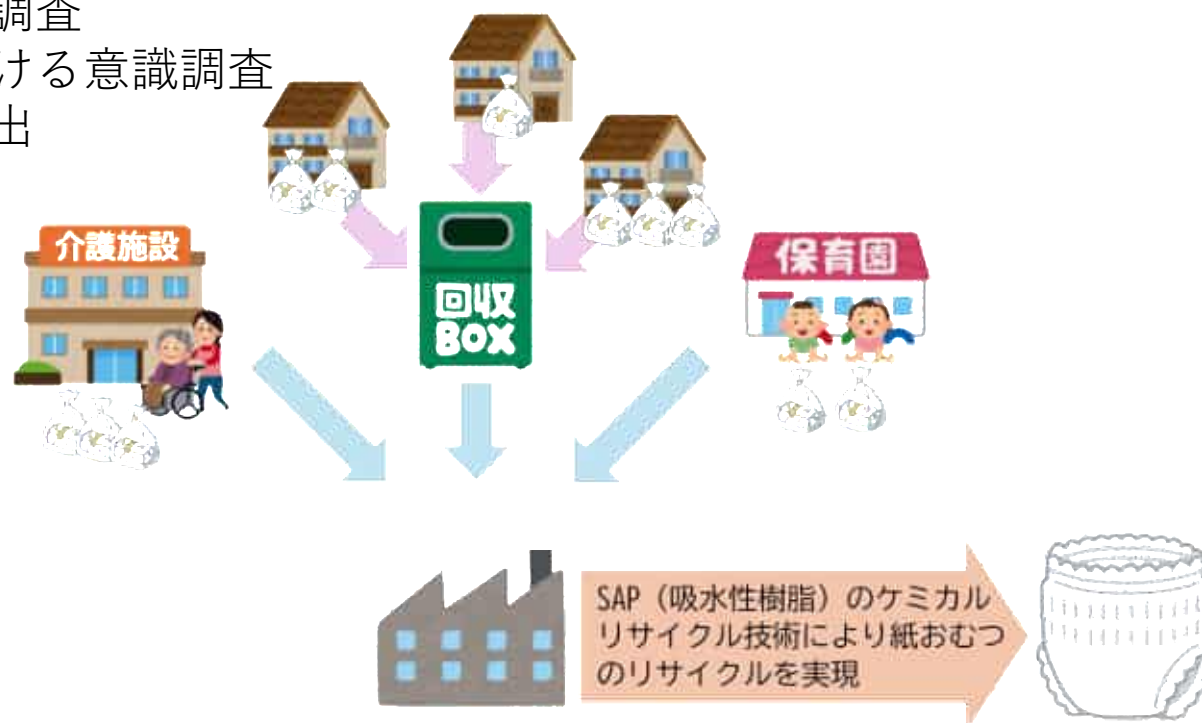 調査
ける意識調査
出
介護施設
回収
BOX
保育園
SAP（吸水性樹脂）のケミカル
リサイクル技術により紙おむつ
のリサイクルを実現